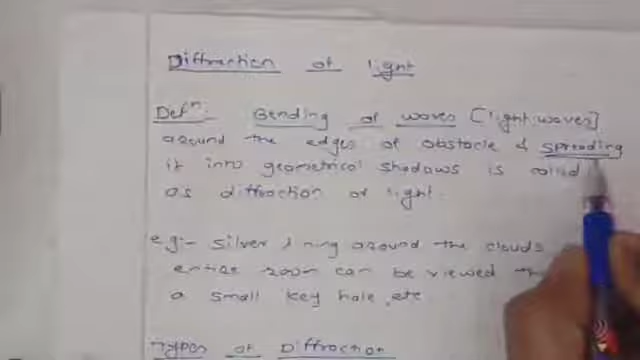 Diffraction of light
Defn: Bending of waves [light waves]
around the edges of obstacle & spreading
it into geometrical shadows is called
as diffraction of light.
e.g:- Silver lining around the clouds
entire room can be viewed
a small key hole, etc
Types of Diffraction